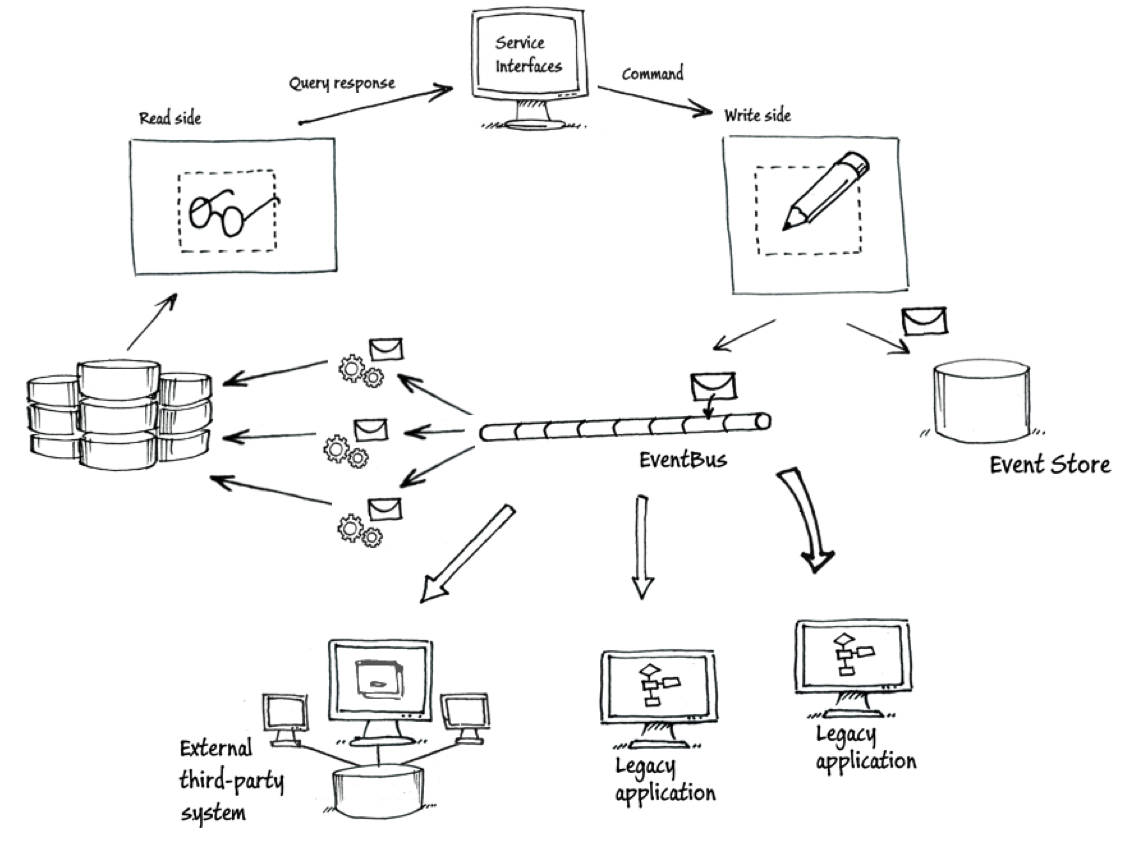 Service
Interfaces
Query response
Command
Read side
Write side
EventBus
Event Store
External
third-party
system
Legacy
application
Legacy
application